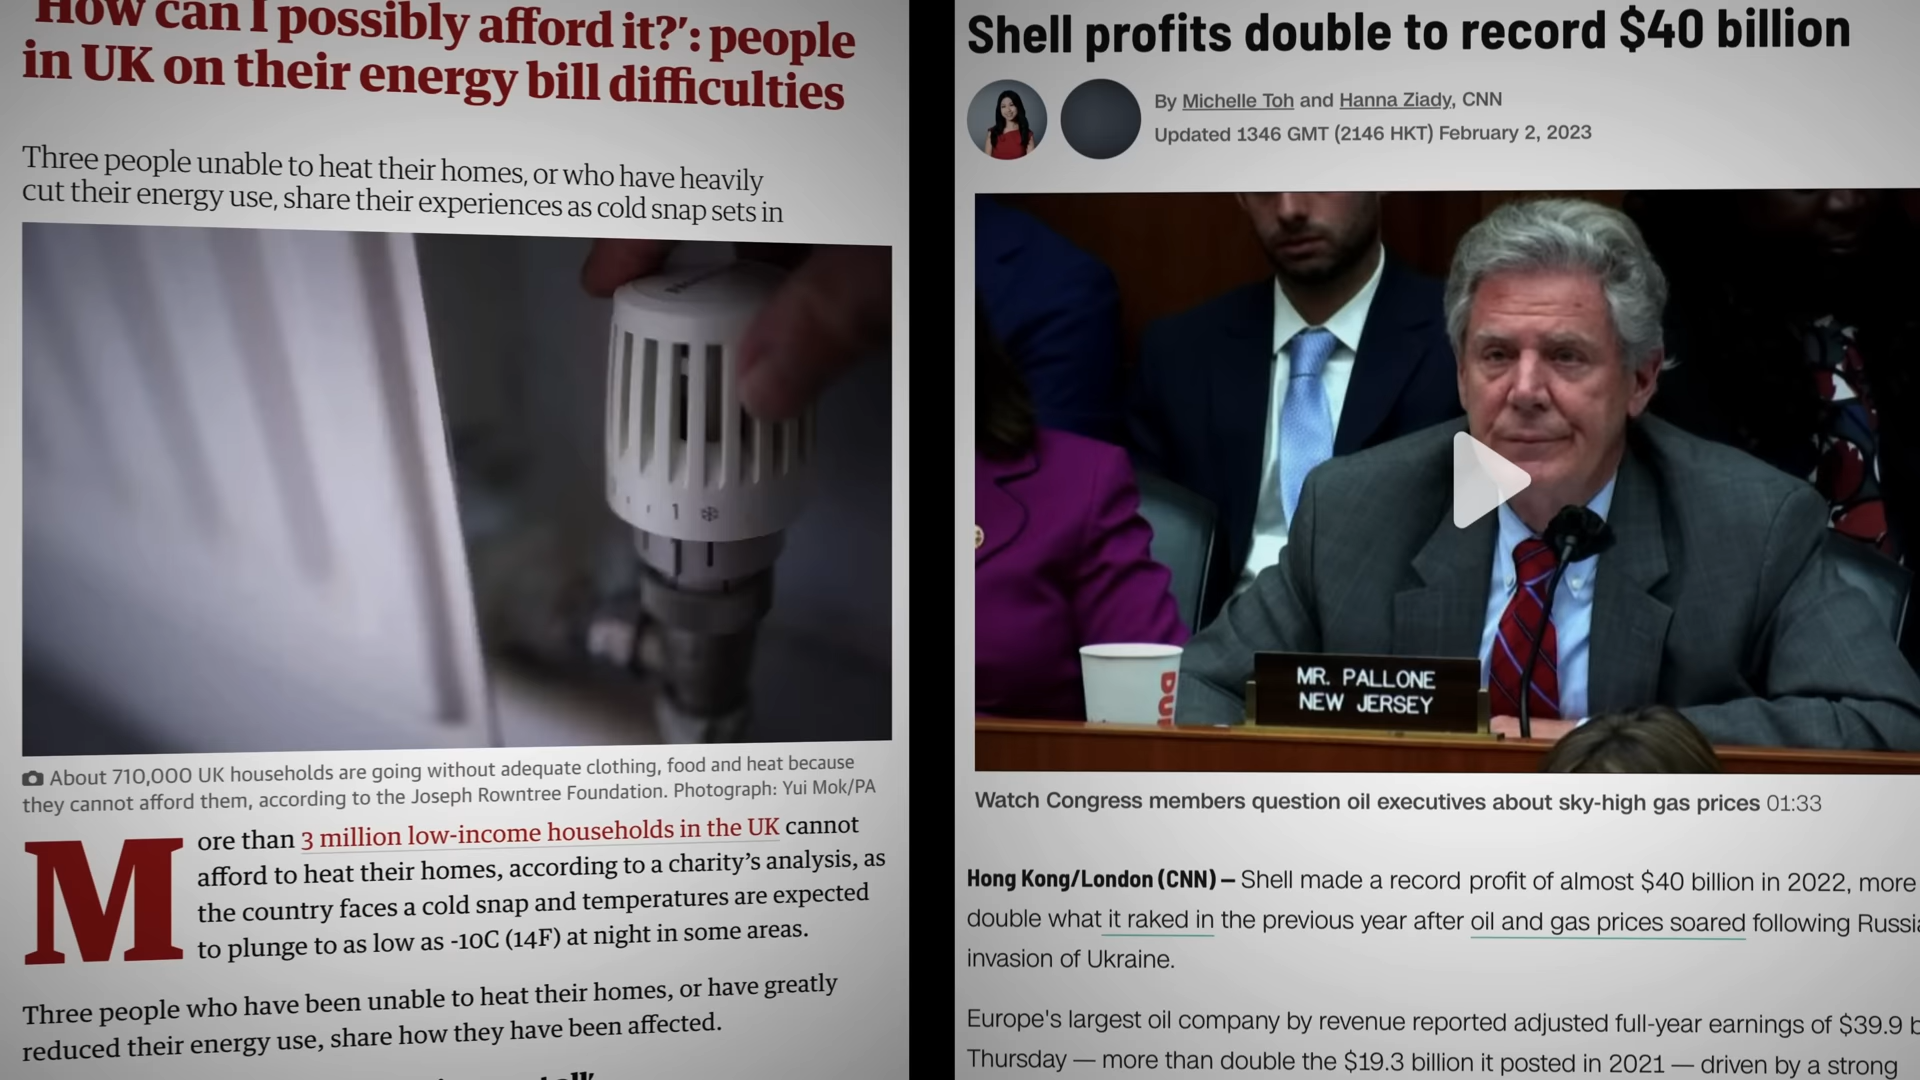 'How can I possibly afford it?': people
in UK on their energy bill difficulties
Three people unable to heat their homes, or who have heavily
cut their energy use, share their experiences as cold snap sets in
1
About 710,000 UK households are going without adequate clothing, food and heat because
they cannot afford them, according to the Joseph Rowntree Foundation. Photograph: Yui Mok/PA
More than 3 million low-income households in the UK cannot
afford to heat their homes, according to a charity's analysis, as
the country faces a cold snap and temperatures are expected
to plunge to as low as -10C (14F) at night in some areas.
Three people who have been unable to heat their homes, or have greatly
reduced their energy use, share how they have been affected.
Shell profits double to record $40 billion
By Michelle Toh and Hanna Ziady, CNN
Updated 1346 GMT (2146 HKT) February 2, 2023
MR. PALLONE
NEW JERSEY
Watch Congress members question oil executives about sky-high gas prices 01:33
Hong Kong/London (CNN) — Shell made a record profit of almost $40 billion in 2022, more
double what it raked in the previous year after oil and gas prices soared following Russia
invasion of Ukraine.
Europe's largest oil company by revenue reported adjusted full-year earnings of $39.9 b
Thursday — more than double the $19.3 billion it posted in 2021 — driven by a strong